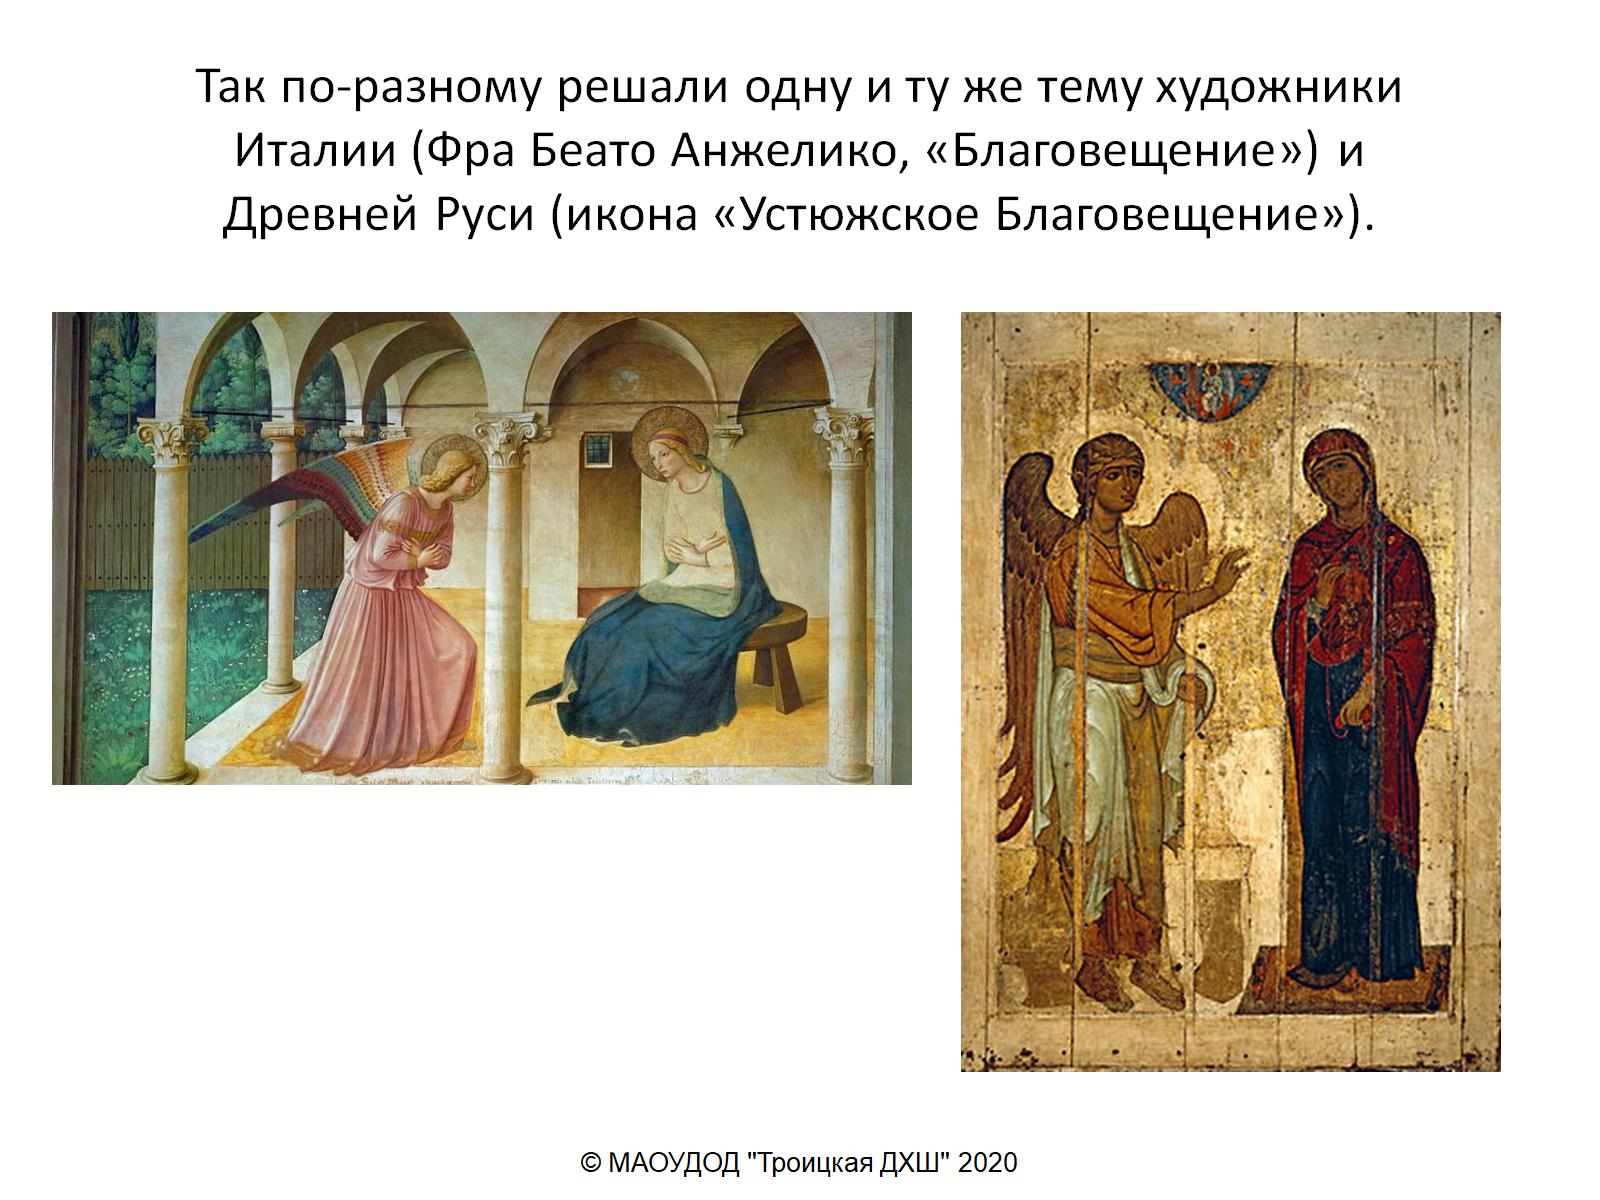 Так по-разному решали одну и ту же тему художники
Италии (Фра Беато Анжелико, «Благовещение») и
Древней Руси (икона «Устюжское Благовещение»).
© МАОУДОД "Троицкая ДХШ" 2020